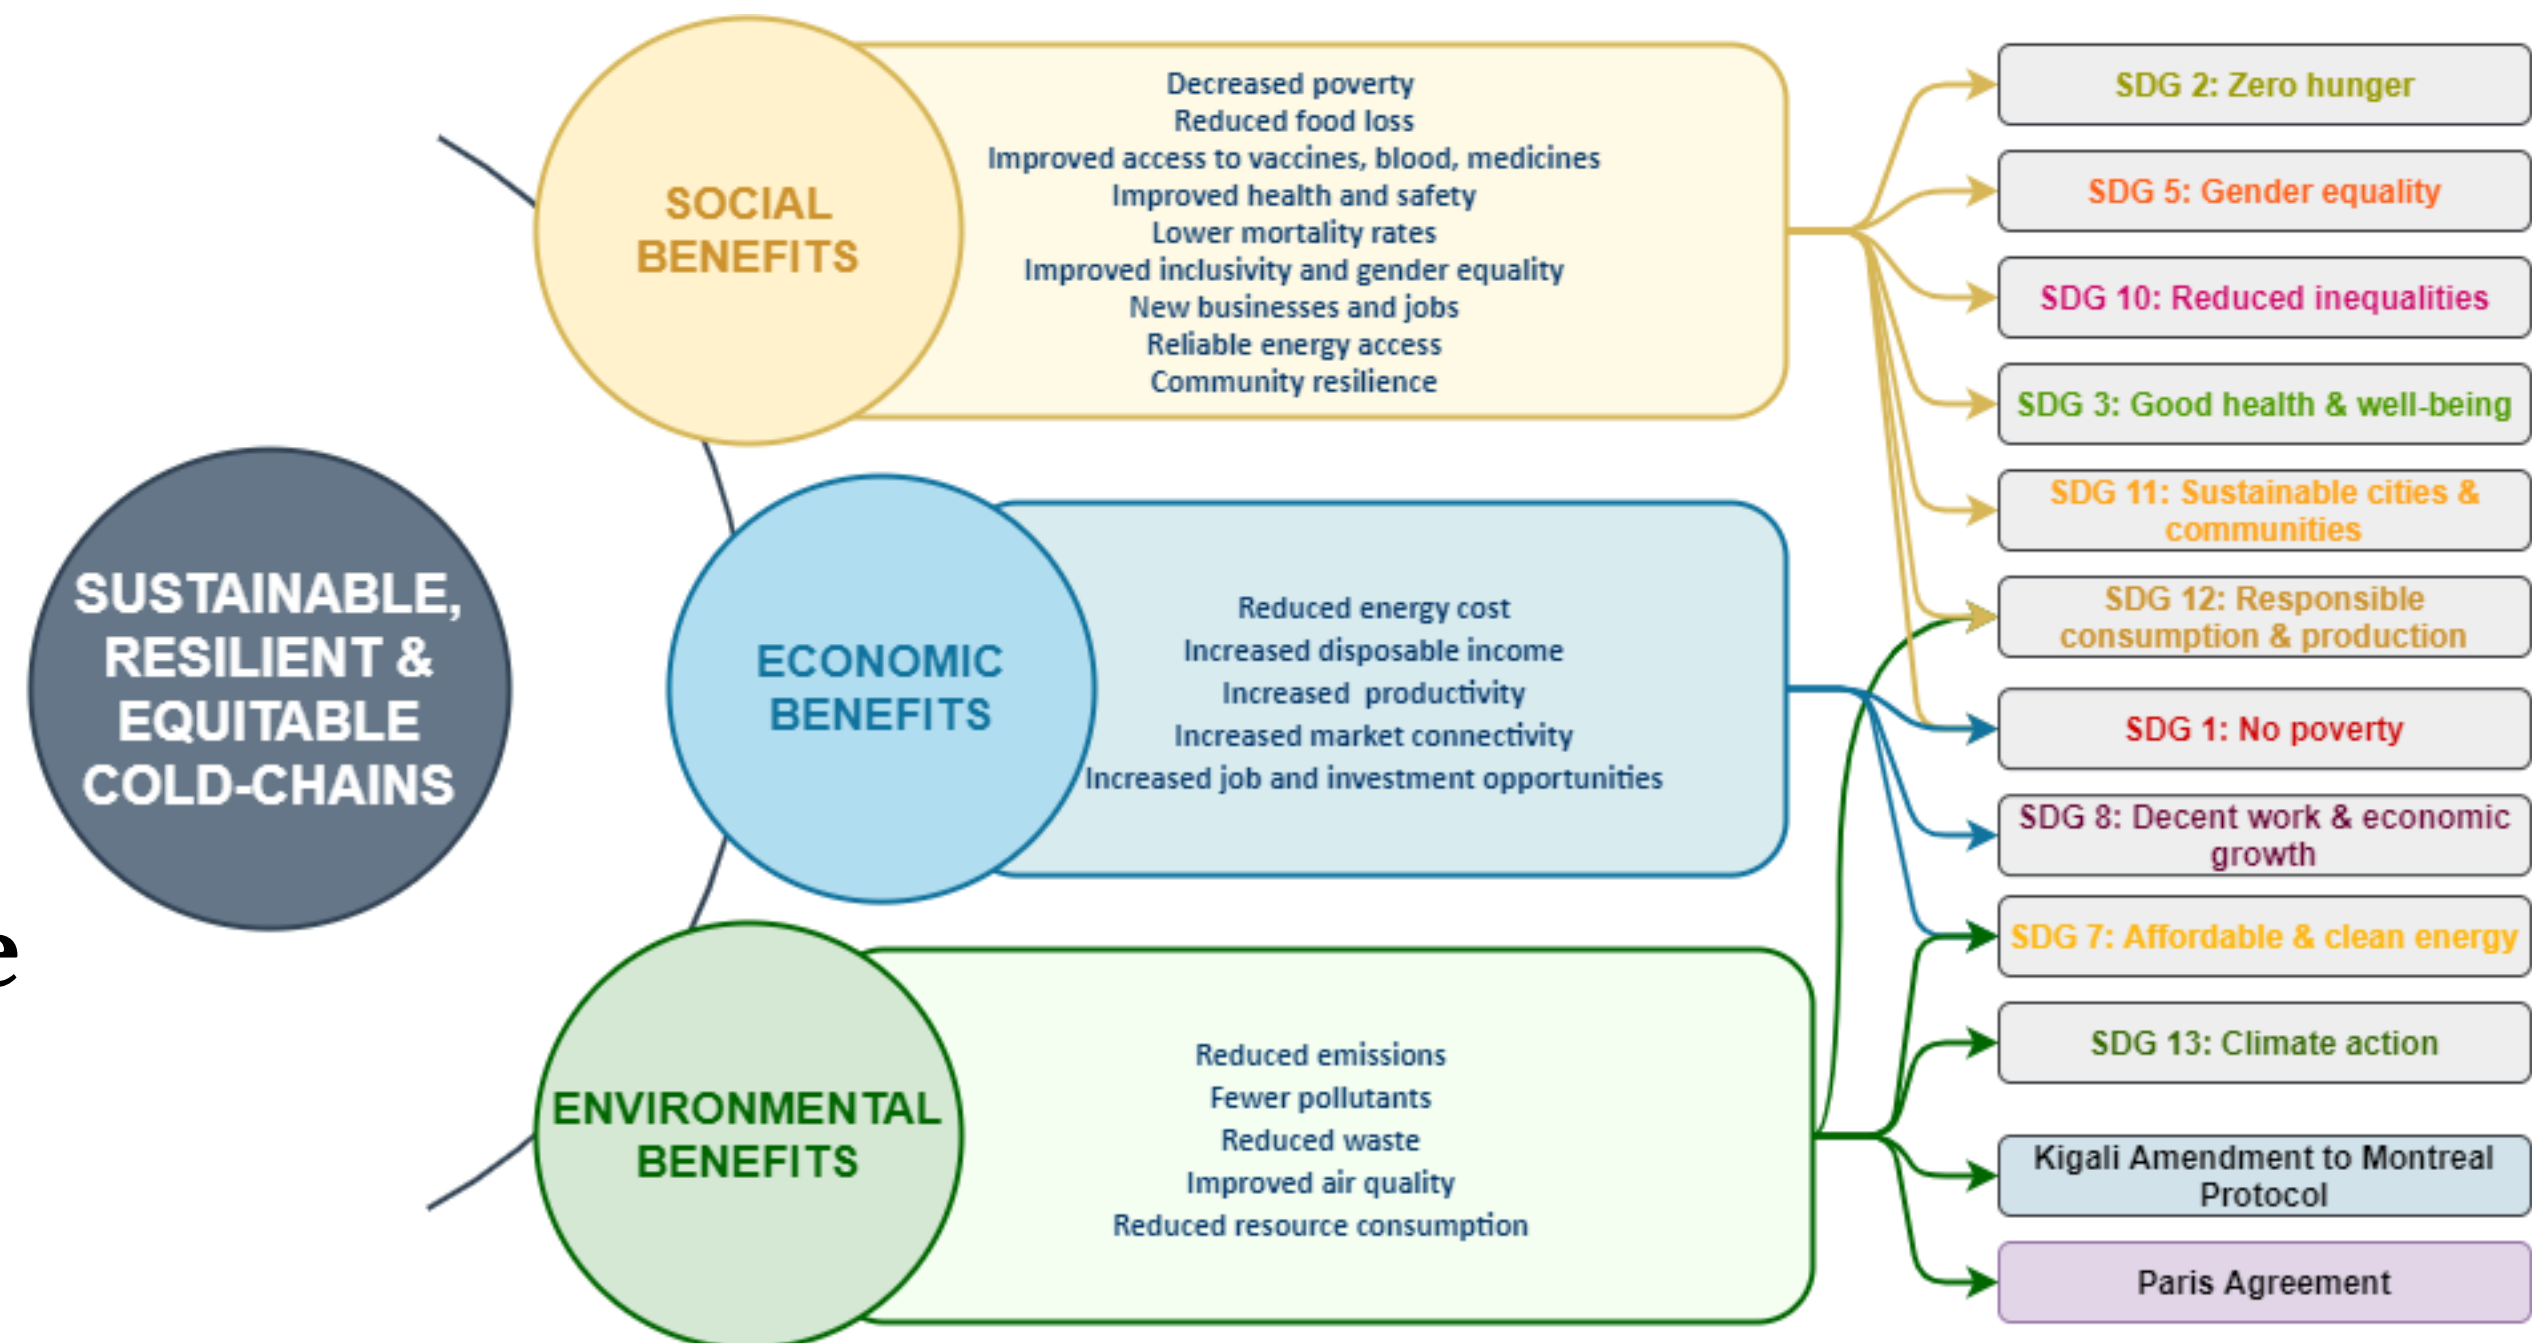 SUSTAINABLE,
RESILIENT &
EQUITABLE
COLD-CHAINS
e
SOCIAL
BENEFITS
Decreased poverty
Reduced food loss
Improved access to vaccines, blood, medicines
Improved health and safety
Lower mortality rates
Improved inclusivity and gender equality
New businesses and jobs
Reliable energy access
Community resilience
ECONOMIC
BENEFITS
Reduced energy cost
Increased disposable income
Increased  productivity
Increased market connectivity
Increased job and investment opportunities
ENVIRONMENTAL
BENEFITS
Reduced emissions
Fewer pollutants
Reduced waste
Improved air quality
Reduced resource consumption
SDG 2: Zero hunger
SDG 5: Gender equality
SDG 10: Reduced inequalities
SDG 3: Good health & well-being
SDG 11: Sustainable cities &
communities
SDG 12: Responsible
consumption & production
SDG 1: No poverty
SDG 8: Decent work & economic
growth
SDG 7: Affordable & clean energy
SDG 13: Climate action
Kigali Amendment to Montreal
Protocol
Paris Agreement